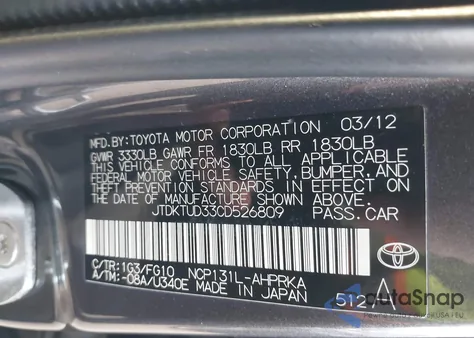 MFD. BY: TOYOTA MOTOR CORPORATION 03/12
GVWR 3330LB GAWR FR 1830LB RR 1830LB
THIS VEHICLE CONFORMS TO ALL APPLICABLE
FEDERAL MOTOR VEHICLE SAFETY, BUMPER, AND
THEFT PREVENTION STANDARDS IN EFFECT ON
THE DATE OF MANUFACTURE SHOWN ABOVE.
JTDKTUD33CD526809 PASS. CAR
C/TR: 1G3/FG10 NCP131L-AHPRKA
A/TM: -08A/U340E MADE IN JAPAN 512
AutaSnap